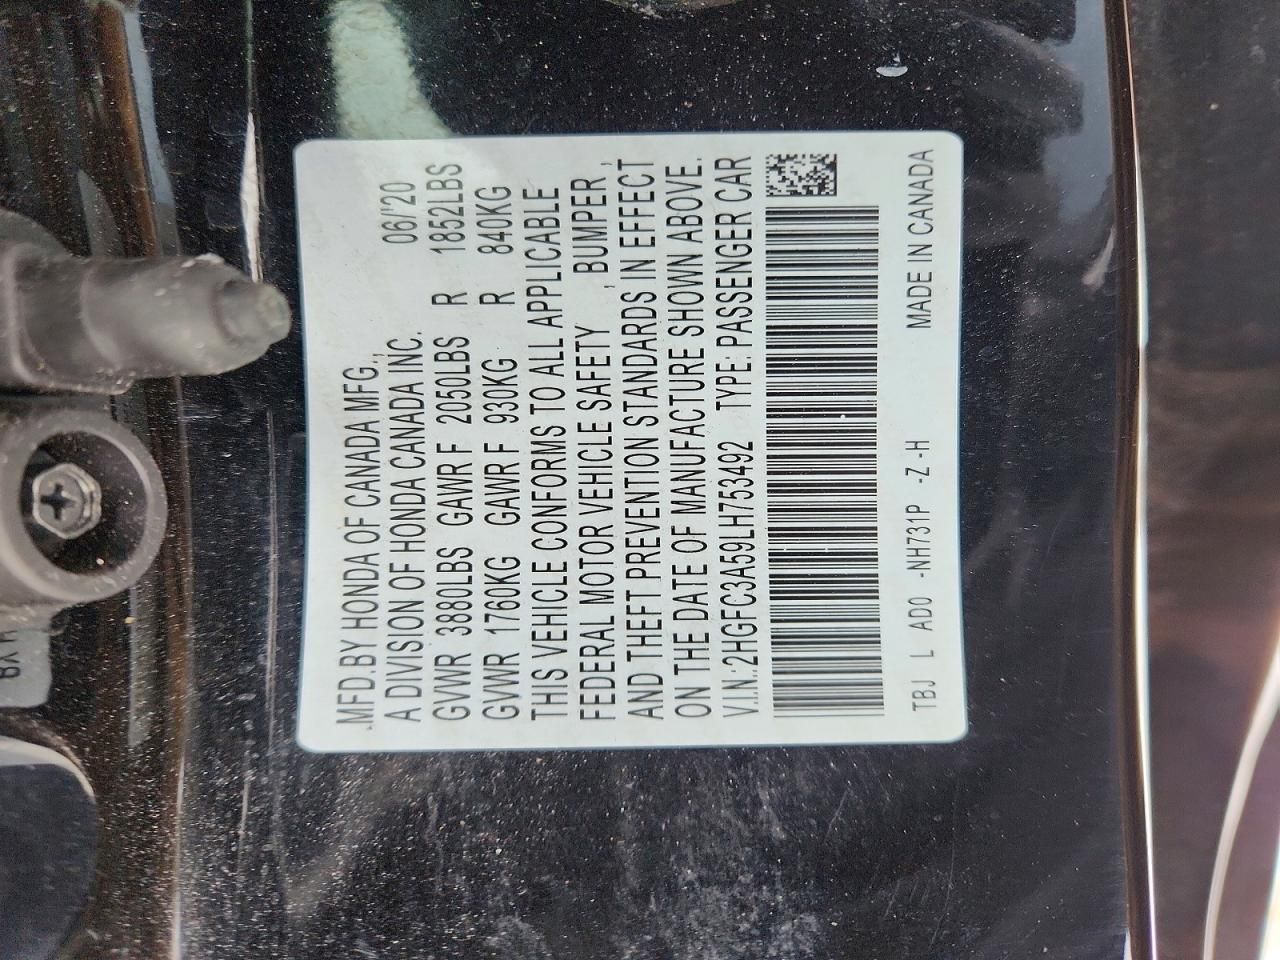 MFD.BY HONDA OF CANADA MFG.,
A DIVISION OF HONDA CANADA INC. 06/'20
GVWR 3880LBS GAWR F 2050LBS R 1852LBS
GVWR 1760KG GAWR F 930KG R 840KG
THIS VEHICLE CONFORMS TO ALL APPLICABLE
FEDERAL MOTOR VEHICLE SAFETY , BUMPER ,
AND THEFT PREVENTION STANDARDS IN EFFECT
ON THE DATE OF MANUFACTURE SHOWN ABOVE.
V.I.N.:2HGFC3A59LH753492 TYPE: PASSENGER CAR
TBJ L AD0 -NH731P -Z -H MADE IN CANADA